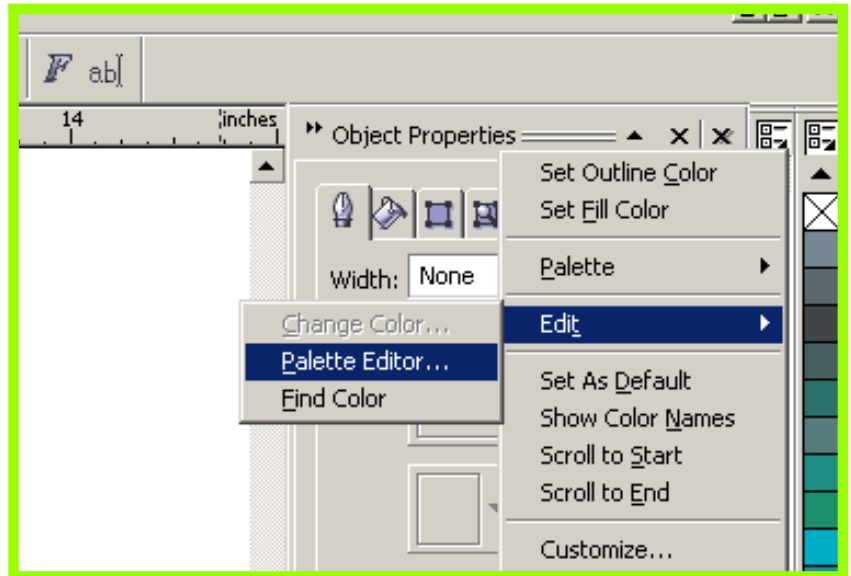 F ab
14 inches
Object Properties
Set Outline Color
Set Fill Color
Palette
Width: None
Edit
Change Color...
Palette Editor...
Find Color
Set As Default
Show Color Names
Scroll to Start
Scroll to End
Customize...